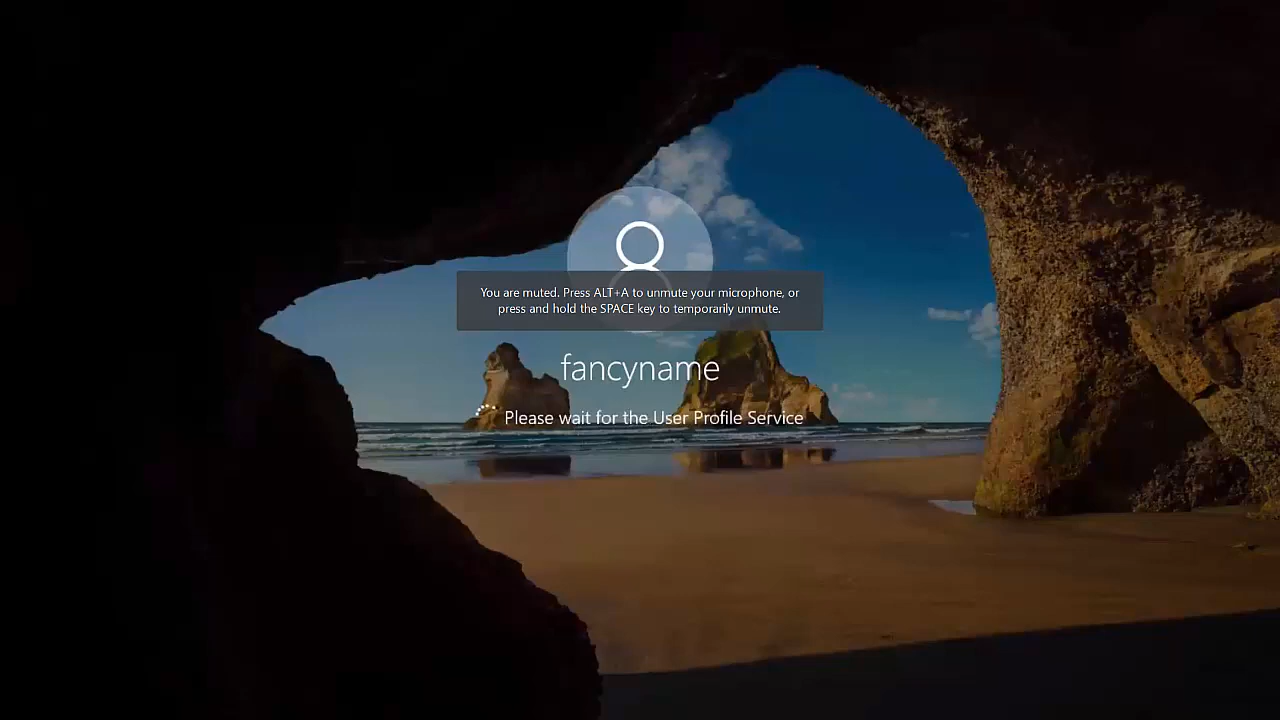 You are muted. Press ALT+A to unmute your microphone, or
press and hold the SPACE key to temporarily unmute.
fancyname
Please wait for the User Profile Service